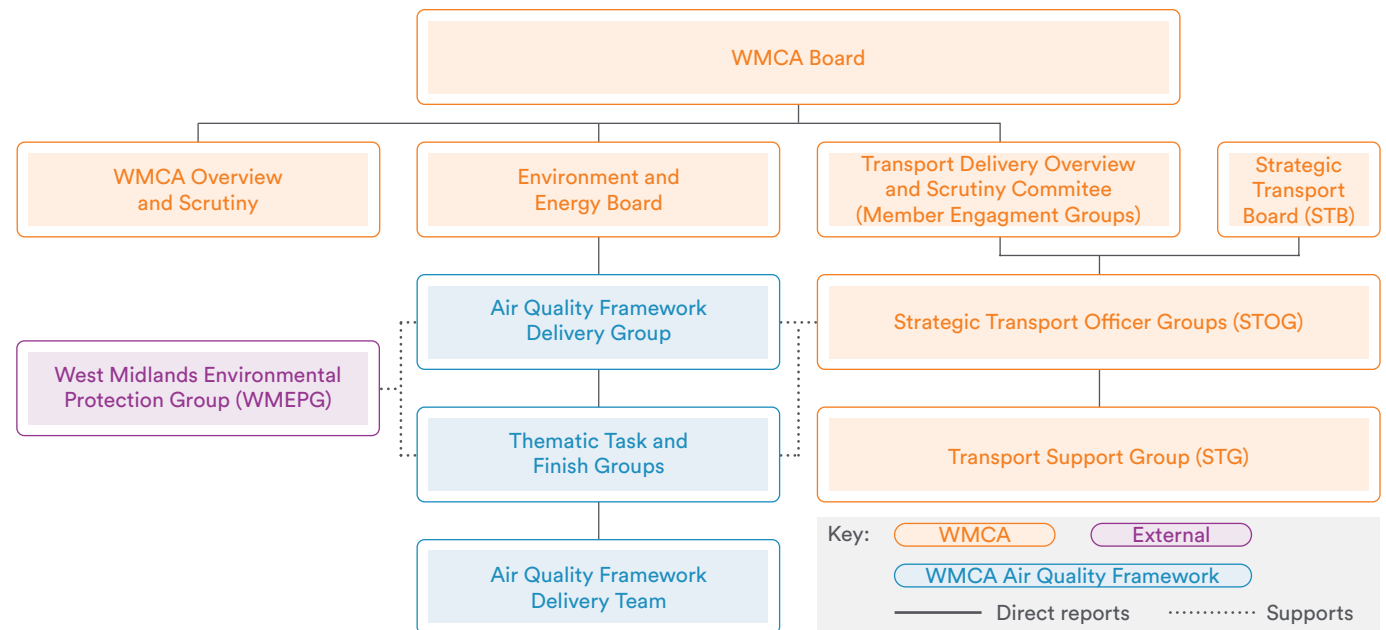 WMCA Board
WMCA Overview
and Scrutiny
Environment and
Energy Board
Transport Delivery Overview
and Scrutiny Commitee
(Member Engagment Groups)
Strategic
Transport
Board (STB)
Air Quality Framework
Delivery Group
Strategic Transport Officer Groups (STOG)
West Midlands Environmental
Protection Group (WMEPG)
Thematic Task and
Finish Groups
Transport Support Group (STG)
Air Quality Framework
Delivery Team
Key:
WMCA
External
WMCA Air Quality Framework
Direct reports
Supports